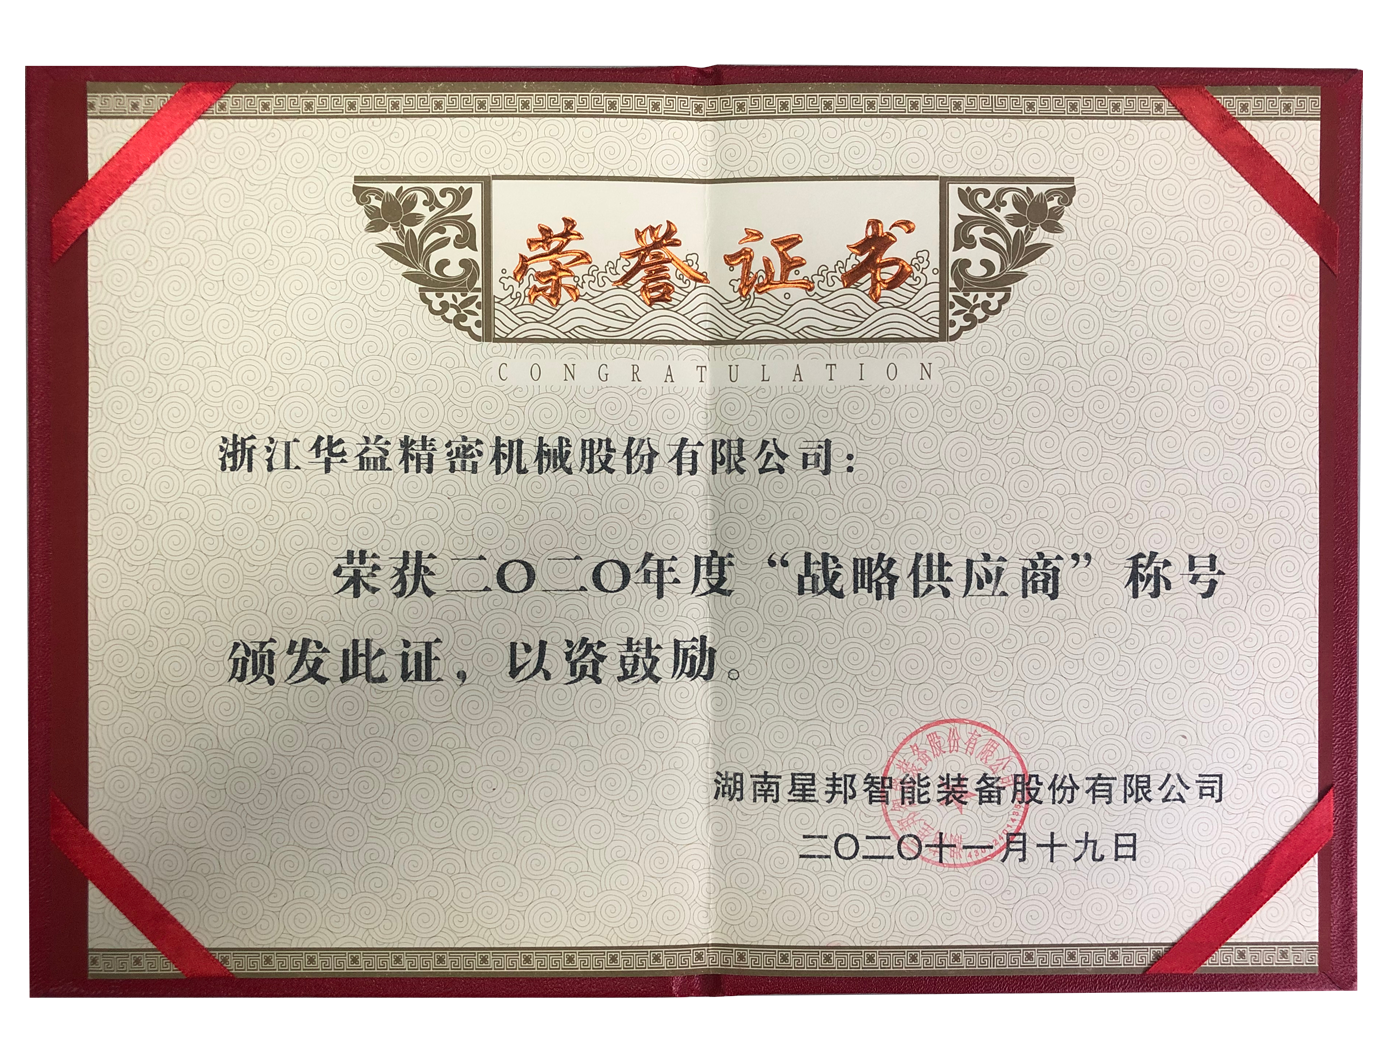 荣誉证书
CONGRATULATION
浙江华益精密机械股份有限公司：
荣获二〇二〇年度“战略供应商”称号
颁发此证，以资鼓励。
湖南星邦智能装备股份有限公司
二〇二〇十一月十九日